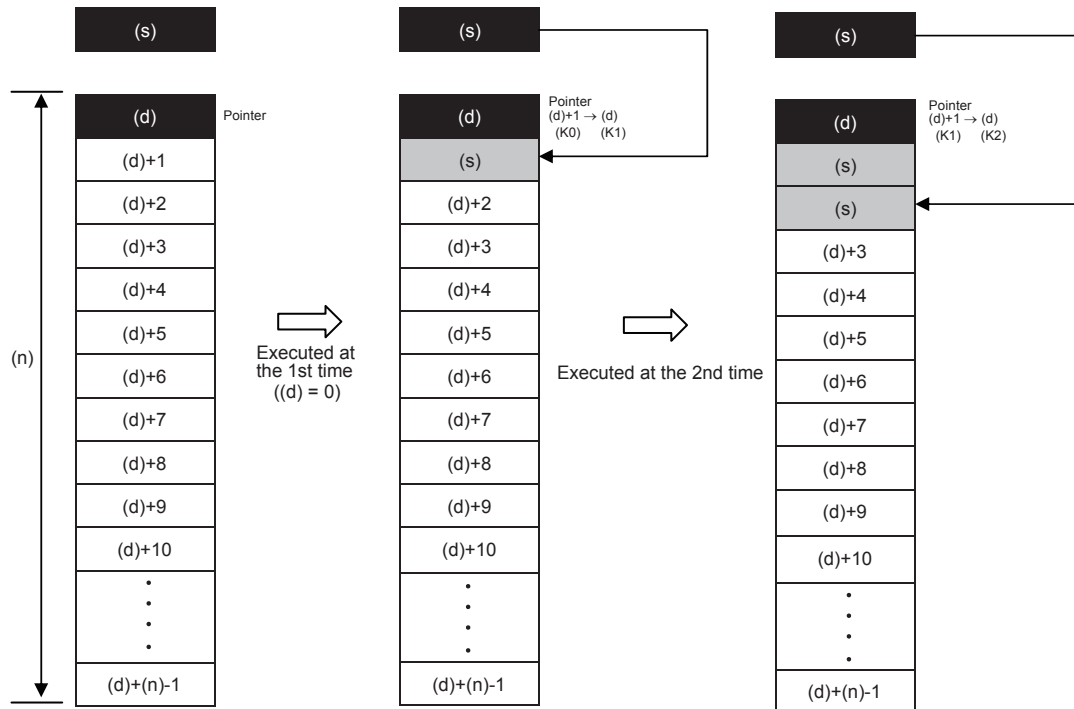 (s)
(d)
Pointer
(d)+1
(d)+2
(d)+3
(d)+4
(d)+5
(d)+6
(d)+7
(d)+8
(d)+9
(d)+10
(d)+(n)-1
(n)
Executed at
the 1st time
((d) = 0)
(s)
(d)
Pointer
(d)+1 → (d)
(K0) (K1)
(s)
(d)+2
(d)+3
(d)+4
(d)+5
(d)+6
(d)+7
(d)+8
(d)+9
(d)+10
(d)+(n)-1
Executed at the 2nd time
(s)
(d)
Pointer
(d)+1 → (d)
(K1) (K2)
(s)
(s)
(d)+3
(d)+4
(d)+5
(d)+6
(d)+7
(d)+8
(d)+9
(d)+10
(d)+(n)-1